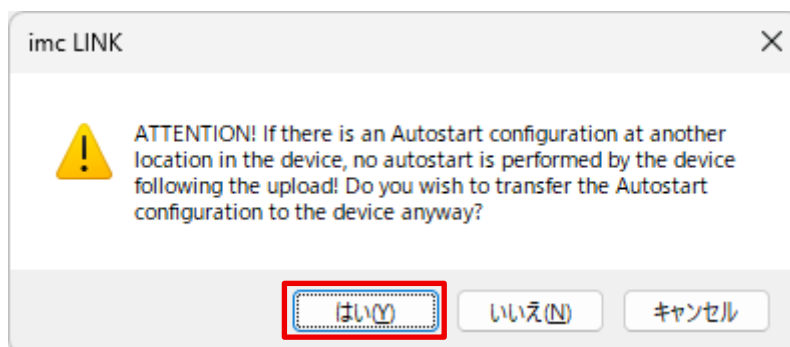 imc LINK
ATTENTION! If there is an Autostart configuration at another
location in the device, no autostart is performed by the device
following the upload! Do you wish to transfer the Autostart
configuration to the device anyway?
はい(Y) いいえ(N) キャンセル